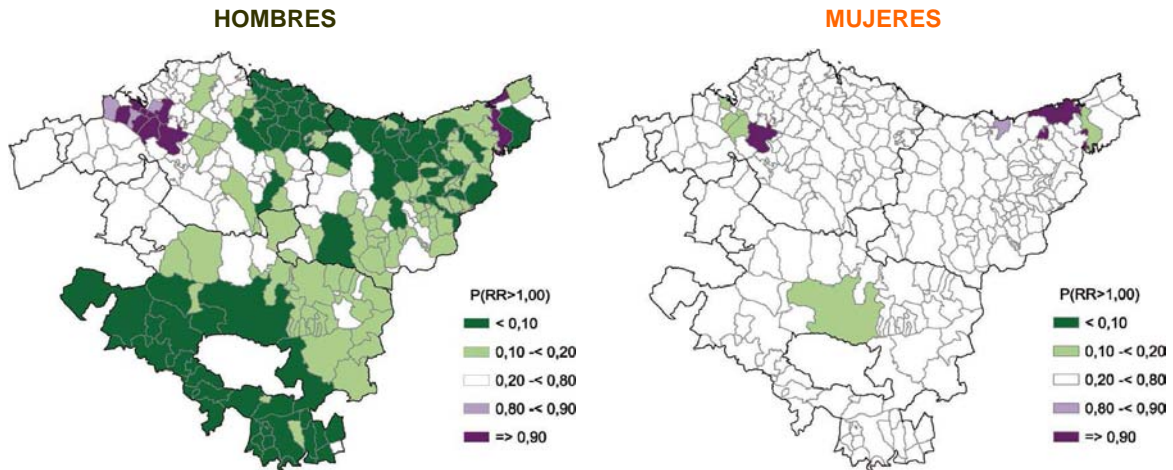 HOMBRES
MUJERES
P(RR>1,00)
< 0,10
0,10 -< 0,20
0,20 -< 0,80
0,80 -< 0,90
=> 0,90
P(RR>1,00)
< 0,10
0,10 -< 0,20
0,20 -< 0,80
0,80 -< 0,90
=> 0,90